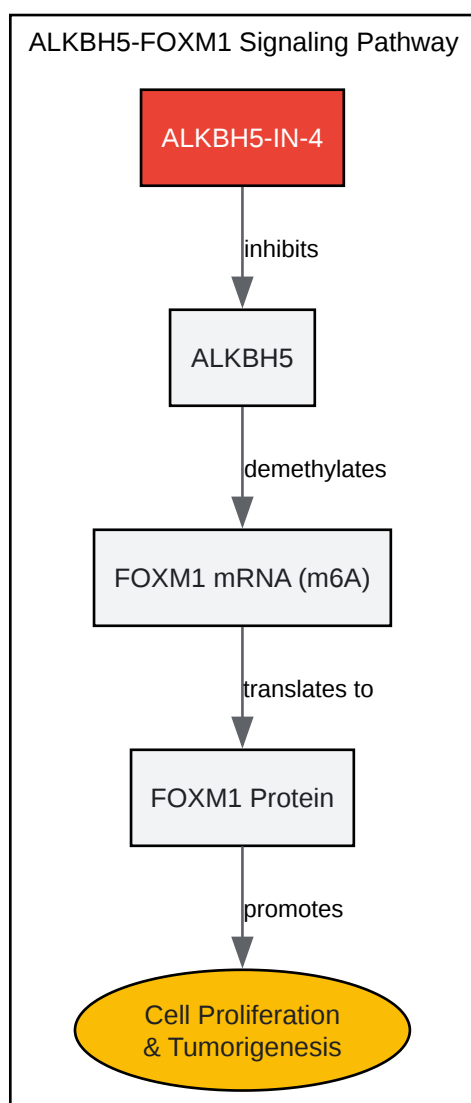 ALKBH5-FOXM1 Signaling Pathway
ALKBH5-IN-4
inhibits
ALKBH5
demethylates
FOXM1 mRNA (m6A)
translates to
FOXM1 Protein
promotes
Cell Proliferation
& Tumorigenesis